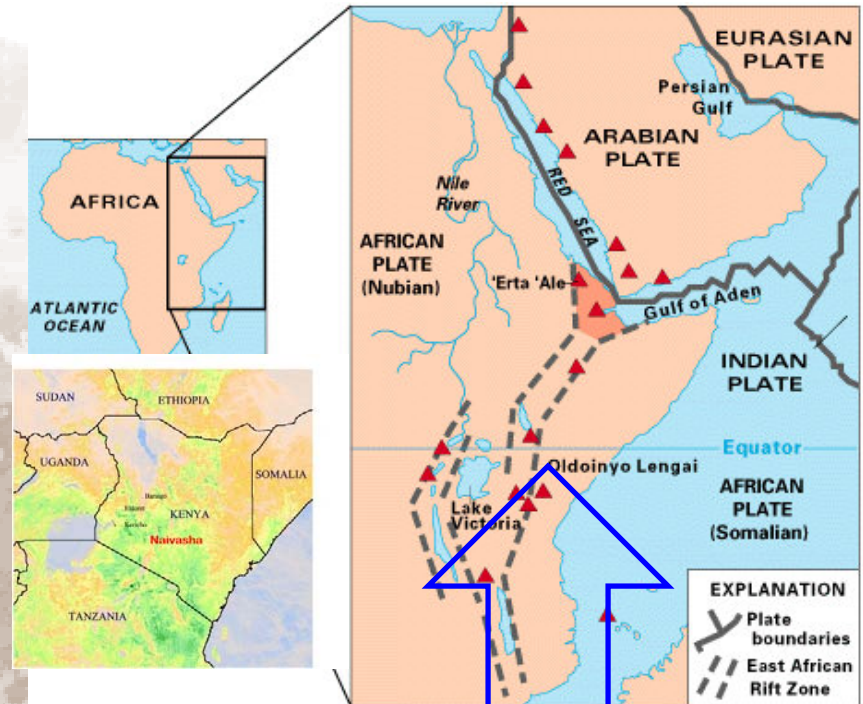 AFRICA
ATLANTIC
OCEAN
SUDAN
ETHIOPIA
UGANDA
SOMALIA
KENYA
Naivasha
TANZANIA
EURASIAN
PLATE
Persian
Gulf
ARABIAN
PLATE
Nile
River
RED
SEA
AFRICAN
PLATE
(Nubian)
'Erta 'Ale
Gulf of Aden
INDIAN
PLATE
Equator
Oldoinyo Lengai
Lake
Victoria
AFRICAN
PLATE
(Somalian)
EXPLANATION
Plate
boundaries
East African
Rift Zone